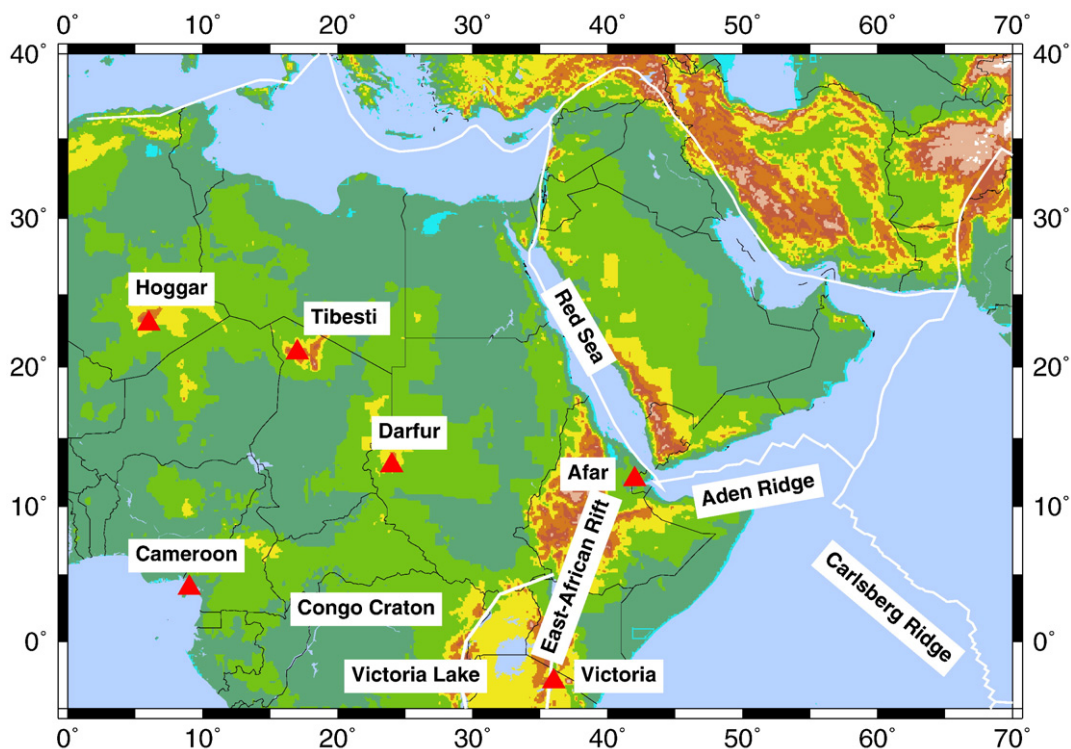 0° 10° 20° 30° 40° 50° 60° 70°
40° 40°
30° 30°
Hoggar
Tibesti
Red Sea
20° 20°
Darfur
Afar
Aden Ridge
10° 10°
East-African Rift
Cameroon
Congo Craton
Carlsberg Ridge
0° 0°
Victoria Lake
Victoria
0° 10° 20° 30° 40° 50° 60° 70°